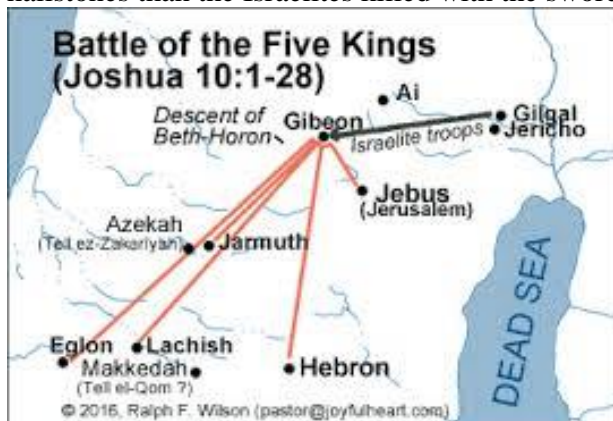 Battle of the Five Kings
(Joshua 10:1-28)
Ai
Descent of
Beth-Horon
Gibeon
Gilgal
Jericho
Israelite troops
Jebus
(Jerusalem)
Azekah
(Tell ez-Zakariyah)
Jarmuth
Eglon
Lachish
Makkedah
(Tell el-Qom ?)
Hebron
DEAD SEA
© 2016, Ralph F. Wilson (pastor@joyfulheart.com)